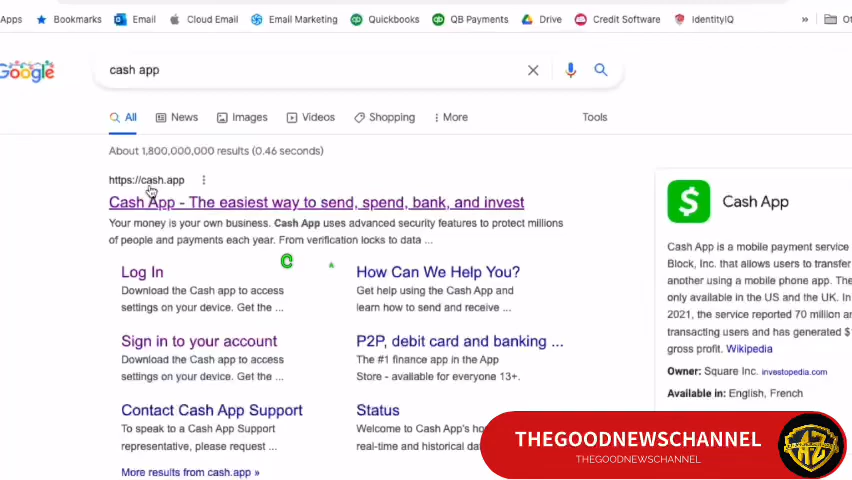 Apps Bookmarks Email Cloud Email Email Marketing Quickbooks QB Payments Drive Credit Software IdentityIQ » Ot
Google
cash app
All News Images Videos Shopping More Tools
About 1,800,000,000 results (0.46 seconds)
https://cash.app
Cash App - The easiest way to send, spend, bank, and invest
Your money is your own business. Cash App uses advanced security features to protect millions
of people and payments each year. From verification locks to data ...
C A
Log In
Download the Cash app to access
settings on your device. Get the ...
How Can We Help You?
Get help using the Cash App and
learn how to send and receive ...
Sign in to your account
Download the Cash app to access
settings on your device. Get the ...
P2P, debit card and banking ...
The #1 finance app in the App
Store - available for everyone 13+.
Contact Cash App Support
To speak to a Cash App Support
representative, please request ...
Status
Welcome to Cash App's ho
real-time and historical da
More results from cash.app »
$
Cash App
Cash App is a mobile payment service
Block, Inc. that allows users to transfer
another using a mobile phone app. The
only available in the US and the UK. In
2021, the service reported 70 million an
transacting users and has generated $1
gross profit. Wikipedia
Owner: Square Inc. investopedia.com
Available in: English, French
THEGOODNEWSCHANNEL
THEGOODNEWSCHANNEL